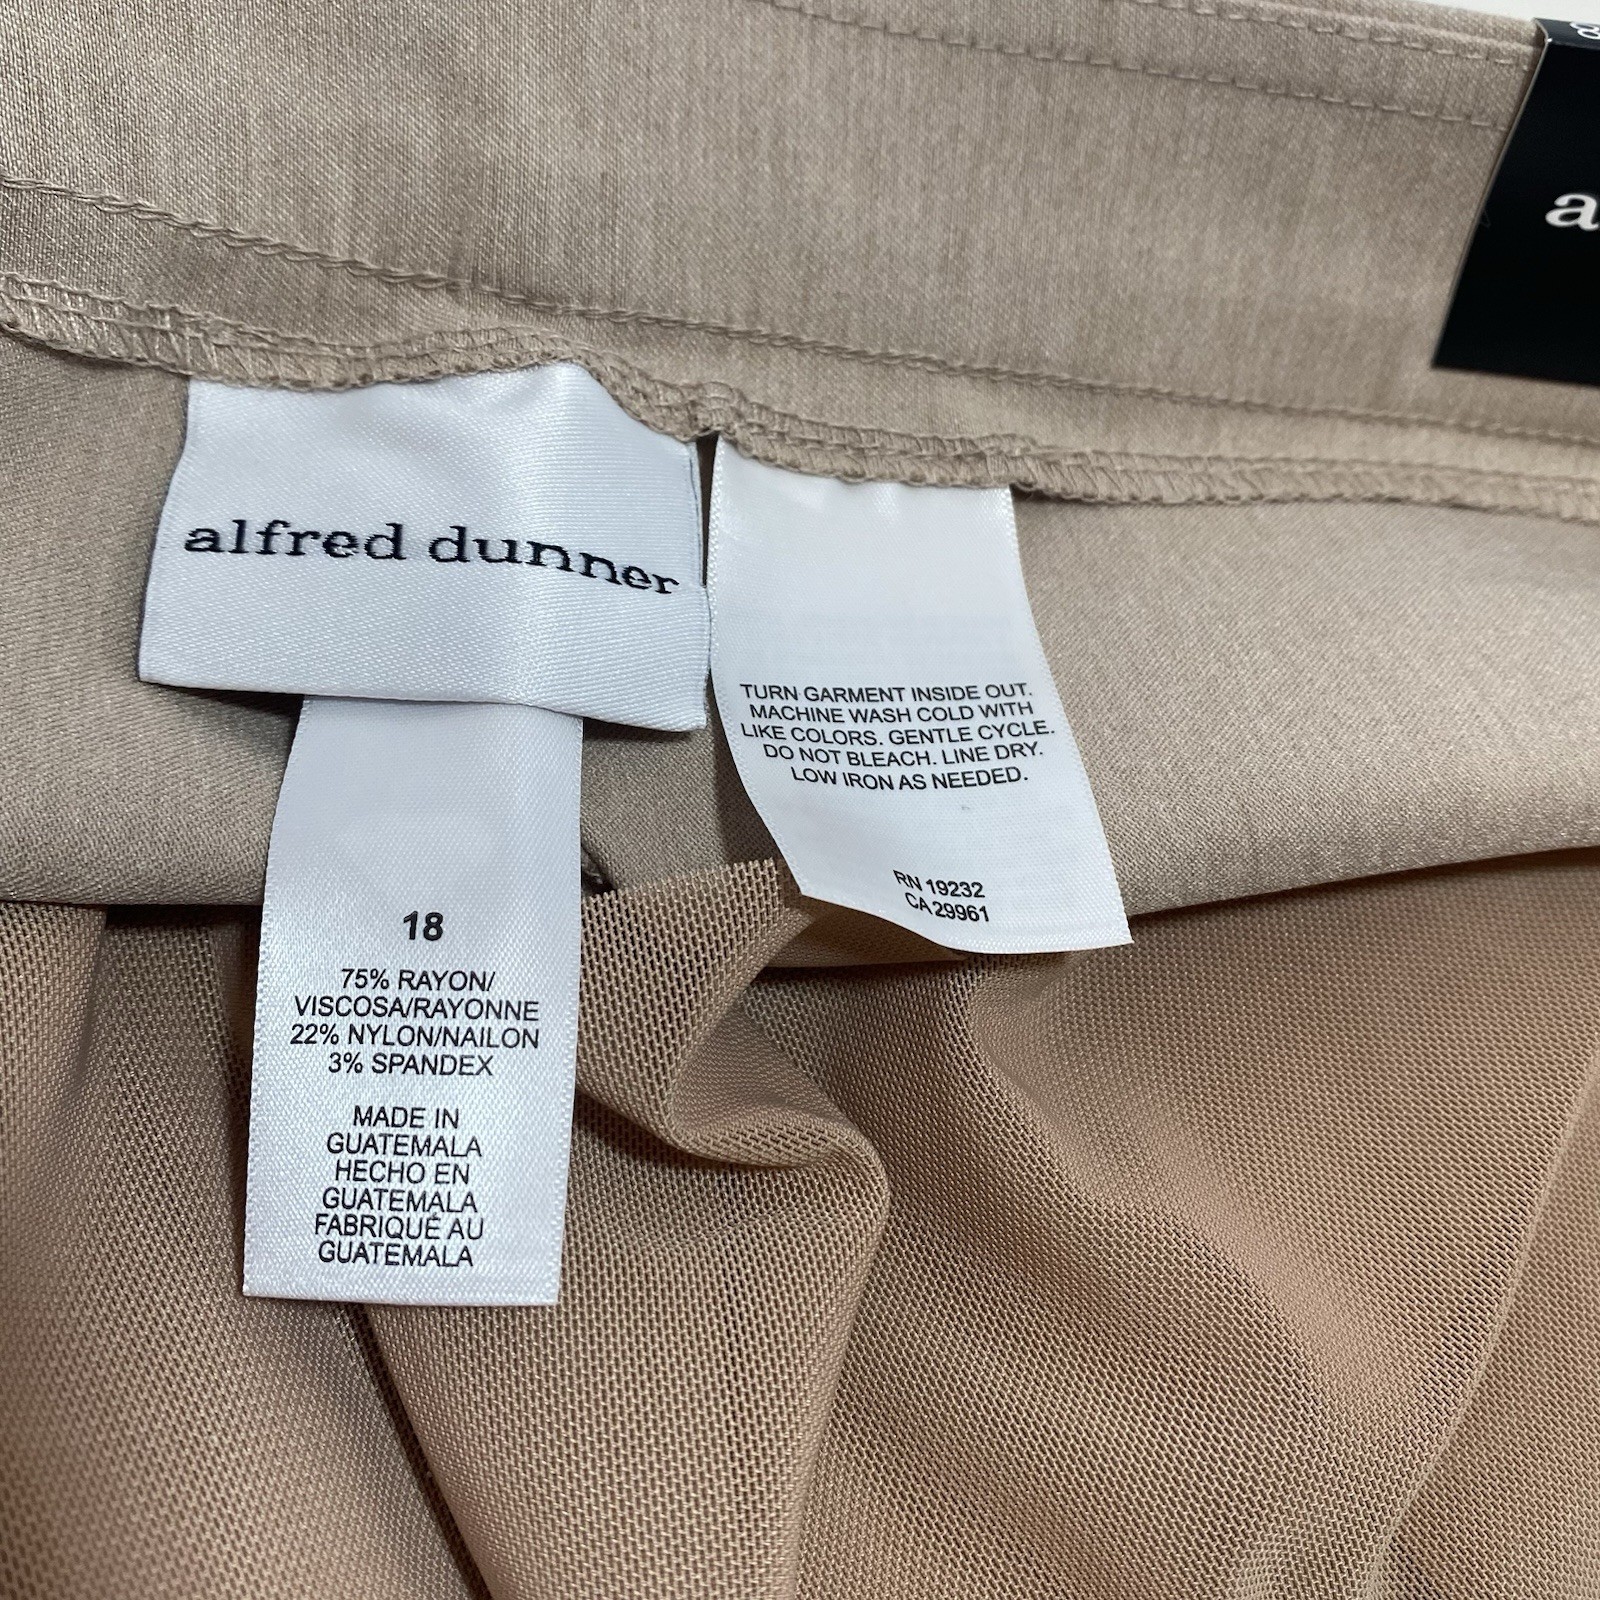 alfred dunner
TURN GARMENT INSIDE OUT.
MACHINE WASH COLD WITH
LIKE COLORS. GENTLE CYCLE.
DO NOT BLEACH. LINE DRY.
LOW IRON AS NEEDED.
RN 19232
CA 29961
18
75% RAYON/
VISCOSA/RAYONNE
22% NYLON/NAILON
3% SPANDEX
MADE IN
GUATEMALA
HECHO EN
GUATEMALA
FABRIQUÉ AU
GUATEMALA
a